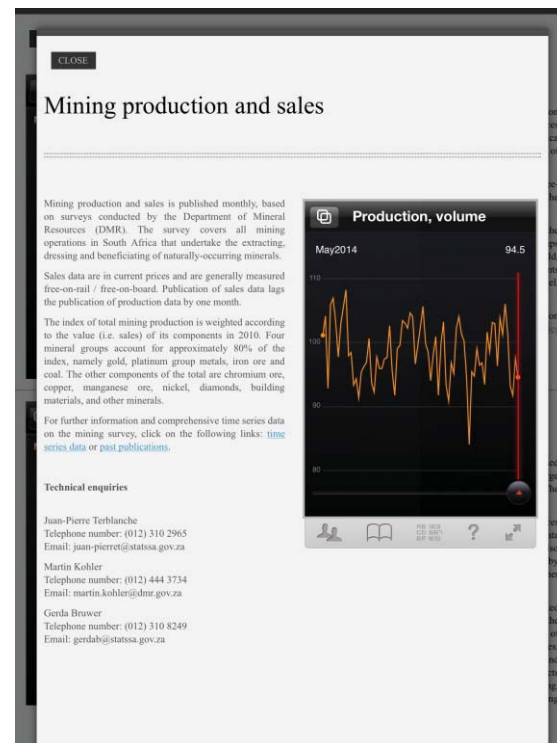 CLOSE
Mining production and sales
Mining production and sales is published monthly, based
on surveys conducted by the Department of Mineral
Resources (DMR). The survey covers all mining
operations in South Africa that undertake the extracting,
dressing and beneficiating of naturally-occurring minerals.
Sales data are in current prices and are generally measured
free-on-rail / free-on-board. Publication of sales data lags
the publication of production data by one month.
The index of total mining production is weighted according
to the value (i.e. sales) of its components in 2010. Four
mineral groups account for approximately 80% of the
index, namely gold, platinum group metals, iron ore and
coal. The other components of the total are chromium ore,
copper, manganese ore, nickel, diamonds, building
materials, and other minerals.
For further information and comprehensive time series data
on the mining survey, click on the following links: time
series data or past publications.
Technical enquiries
Juan-Pierre Terblanche
Telephone number: (012) 310 2965
Email: juan-pierret@statssa.gov.za
Martin Kohler
Telephone number: (012) 444 3734
Email: martin.kohler@dmr.gov.za
Gerda Bruwer
Telephone number: (012) 310 8249
Email: gerdab@statssa.gov.za
Production, volume
May2014 94.5
110
100
90
80
?